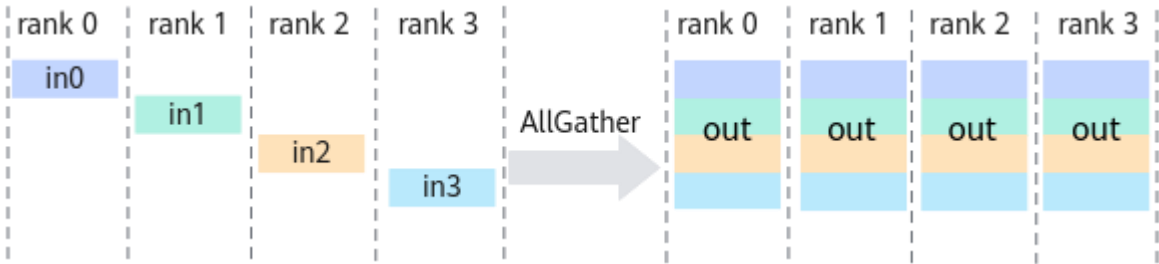 rank 0 rank 1 rank 2 rank 3 rank 0 rank 1 rank 2 rank 3
in0
in1
in2
in3
AllGather
out out out out